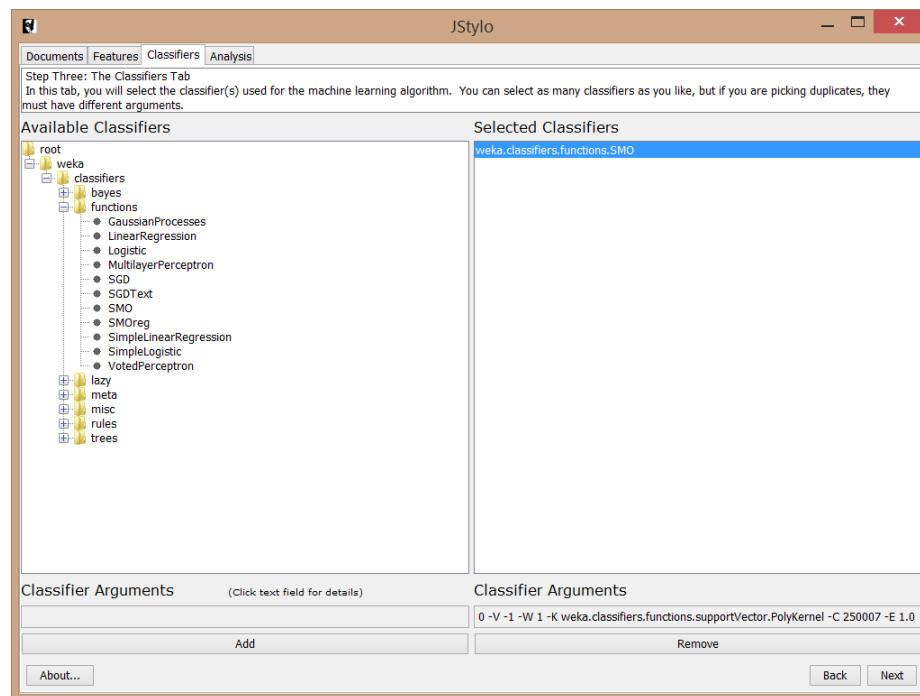 JStylo
Documents Features Classifiers Analysis
Step Three: The Classifiers Tab
In this tab, you will select the classifier(s) used for the machine learning algorithm. You can select as many classifiers as you like, but if you are picking duplicates, they
must have different arguments.
Available Classifiers
root
weka
classifiers
bayes
functions
GaussianProcesses
LinearRegression
Logistic
MultilayerPerceptron
SGD
SGDText
SMO
SMOreg
SimpleLinearRegression
SimpleLogistic
VotedPerceptron
lazy
meta
misc
rules
trees
Classifier Arguments (Click text field for details)
Add
About...
Selected Classifiers
weka.classifiers.functions.SMO
Classifier Arguments
0 -V -1 -W 1 -K weka.classifiers.functions.supportVector.PolyKernel -C 250007 -E 1.0
Remove
Back Next